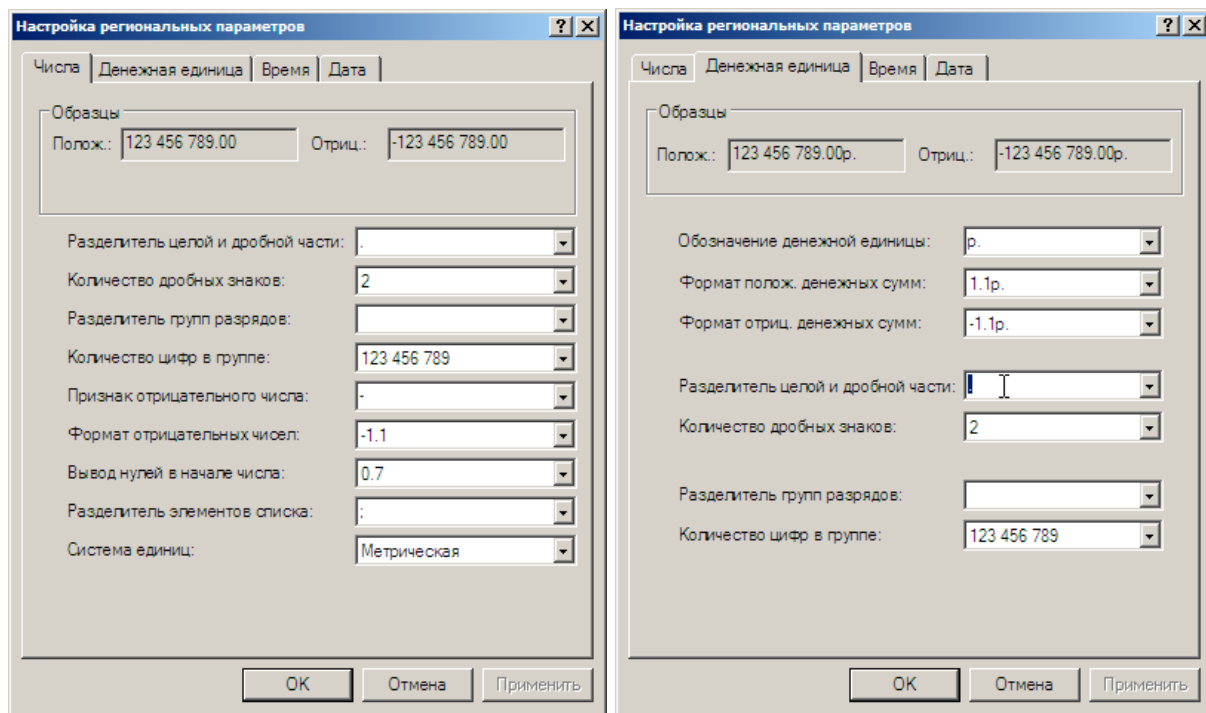 Настройка региональных параметров
Числа Денежная единица Время Дата
Образцы
Полож.: 123 456 789.00 Отриц.: -123 456 789.00
Разделитель целой и дробной части: .
Количество дробных знаков: 2
Разделитель групп разрядов:
Количество цифр в группе: 123 456 789
Признак отрицательного числа: -
Формат отрицательных чисел: -1.1
Вывод нулей в начале числа: 0.7
Разделитель элементов списка: ;
Система единиц: Метрическая
OK Отмена Применить
Настройка региональных параметров
Числа Денежная единица Время Дата
Образцы
Полож.: 123 456 789.00р. Отриц.: -123 456 789.00р.
Обозначение денежной единицы: р.
Формат полож. денежных сумм: 1.1р.
Формат отриц. денежных сумм: -1.1р.
Разделитель целой и дробной части: .
Количество дробных знаков: 2
Разделитель групп разрядов:
Количество цифр в группе: 123 456 789
OK Отмена Применить